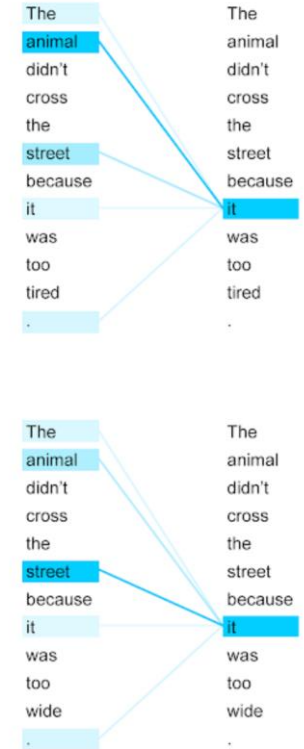 The The
animal animal
didn't didn't
cross cross
the the
street street
because because
it it
was was
too too
tired tired
. .
The The
animal animal
didn't didn't
cross cross
the the
street street
because because
it it
was was
too too
wide wide
. .